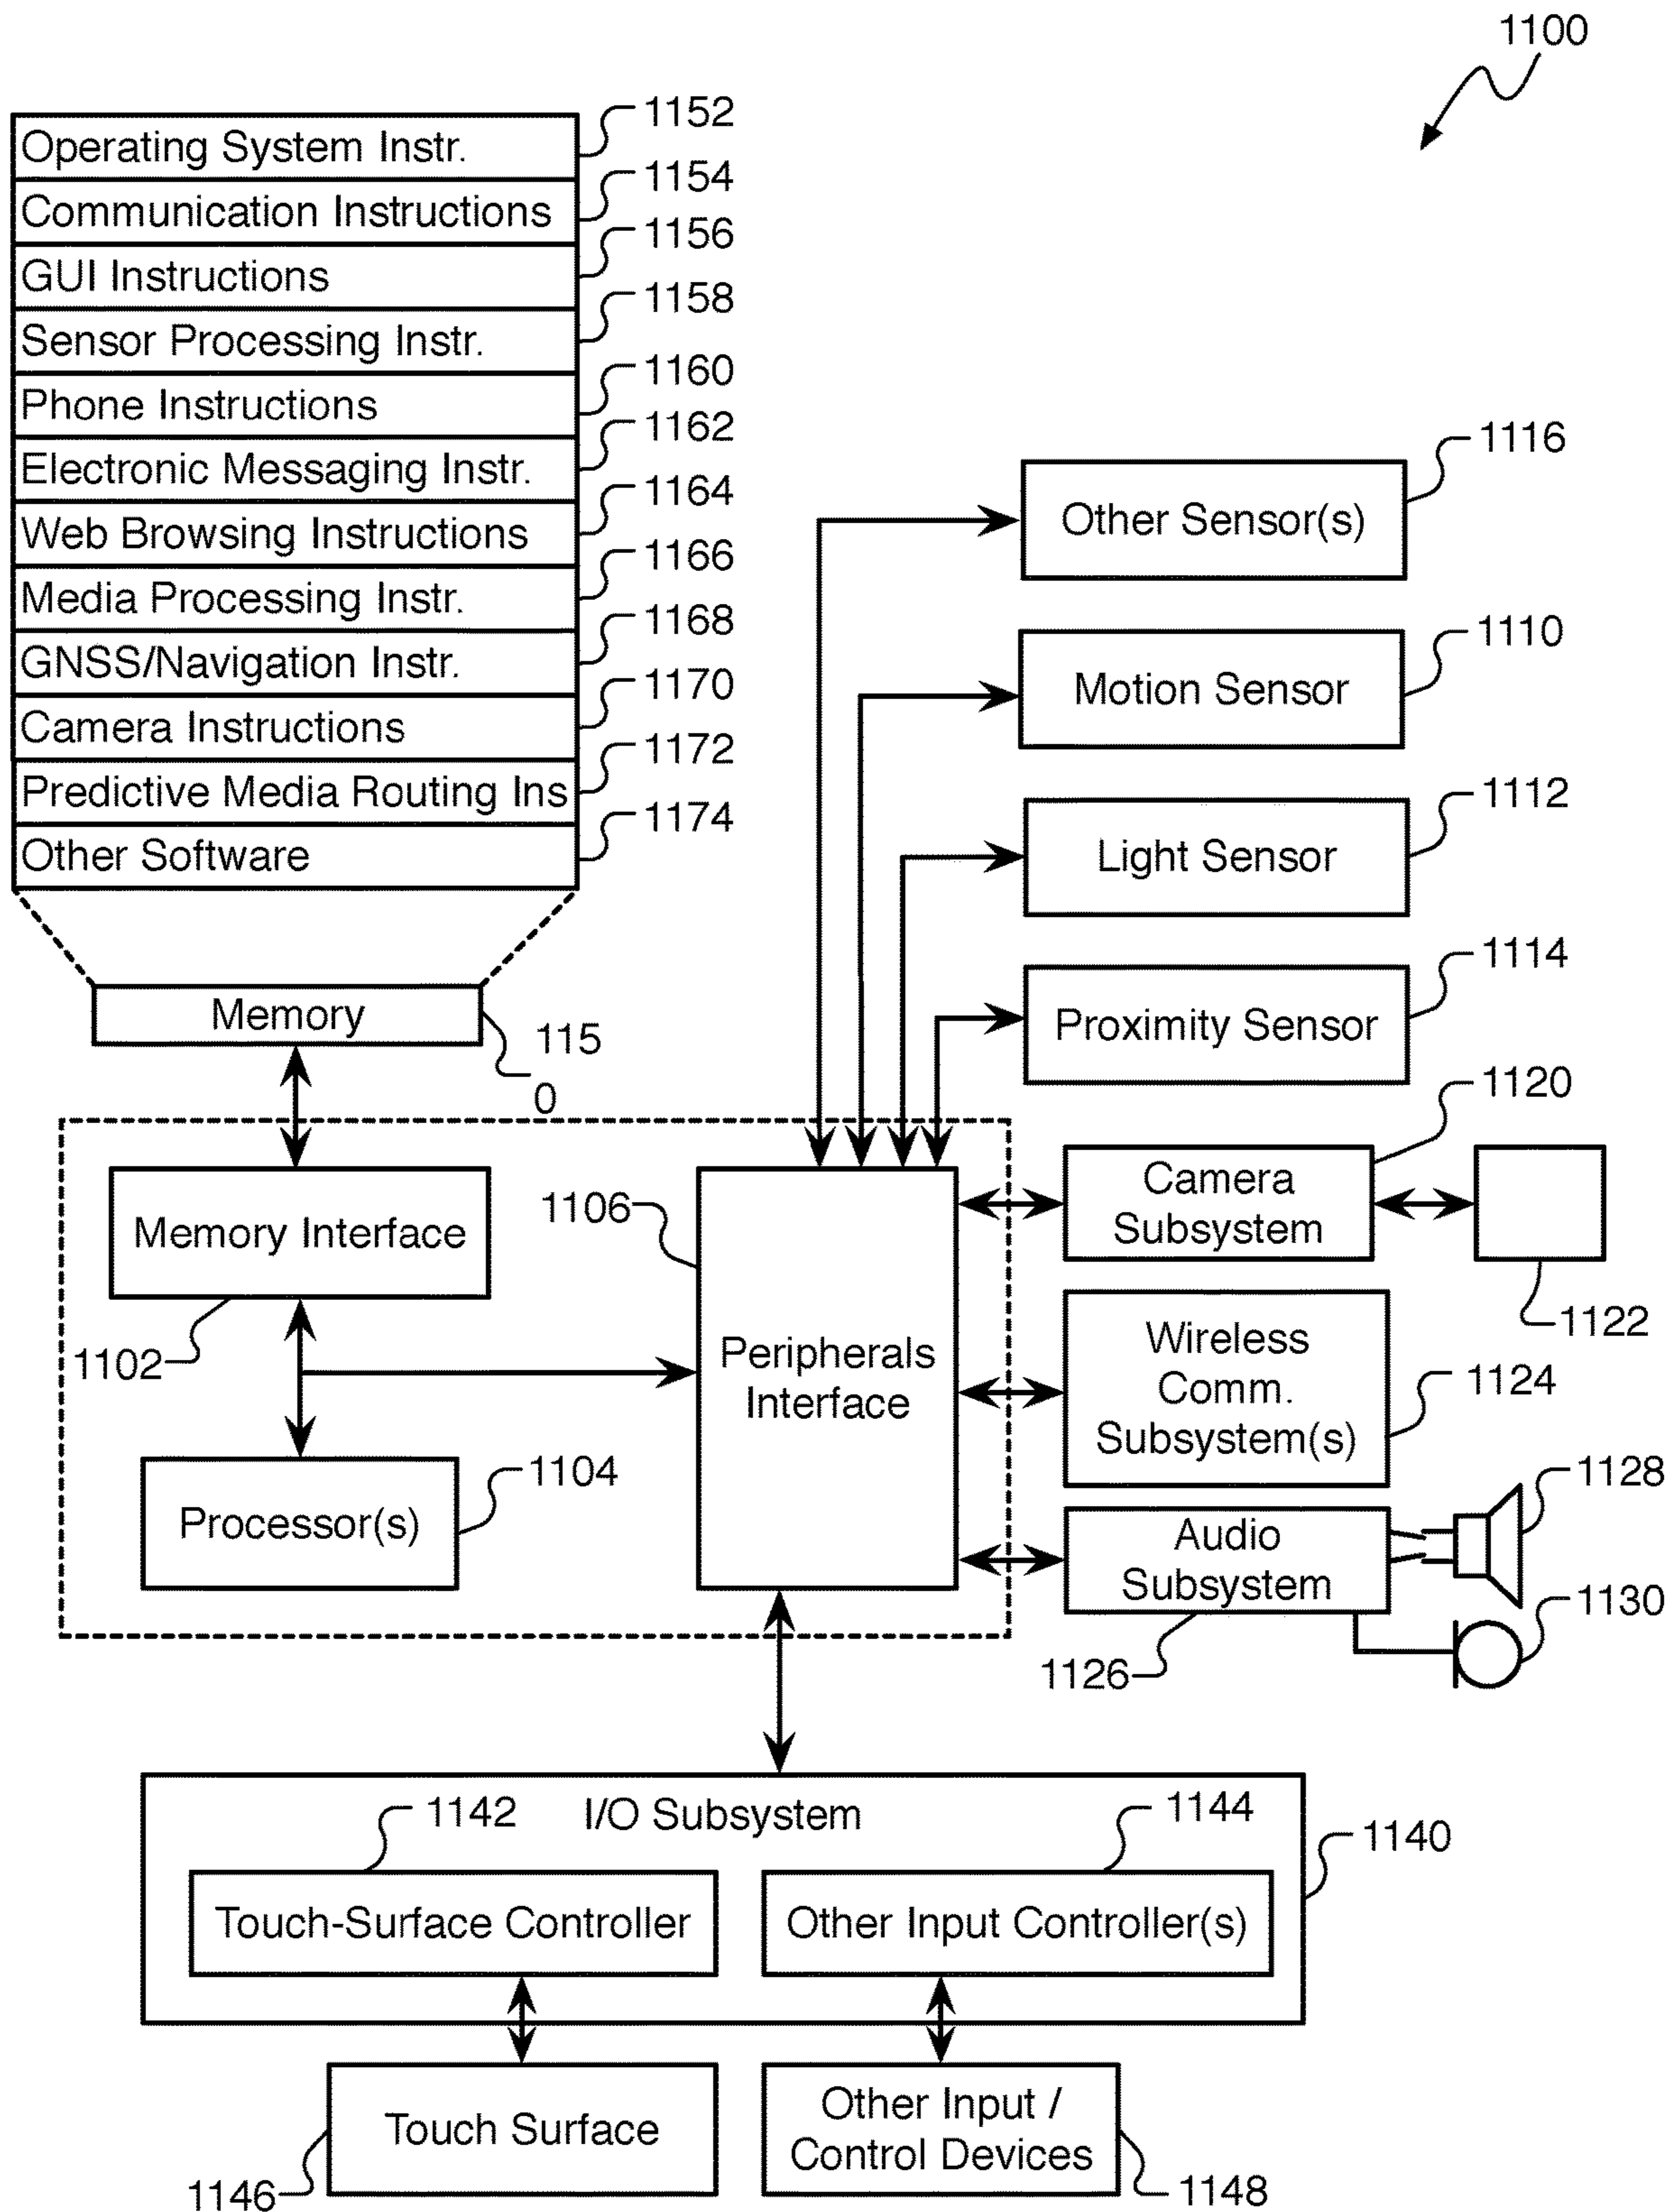 1100
Operating System Instr.
1152
Communication Instructions
1154
GUI Instructions
1156
Sensor Processing Instr.
1158
Phone Instructions
1160
Electronic Messaging Instr.
1162
Web Browsing Instructions
1164
Media Processing Instr.
1166
GNSS/Navigation Instr.
1168
Camera Instructions
1170
Predictive Media Routing Ins
1172
Other Software
1174
Memory
115
0
Other Sensor(s)
1116
Motion Sensor
1110
Light Sensor
1112
Proximity Sensor
1114
Memory Interface
1102
Processor(s)
1104
1106
Peripherals
Interface
Camera
Subsystem
1120
1122
Wireless
Comm.
Subsystem(s)
1124
Audio
Subsystem
1126
1128
1130
I/O Subsystem
1140
1142
Touch-Surface Controller
1144
Other Input Controller(s)
Touch Surface
1146
Other Input /
Control Devices
1148